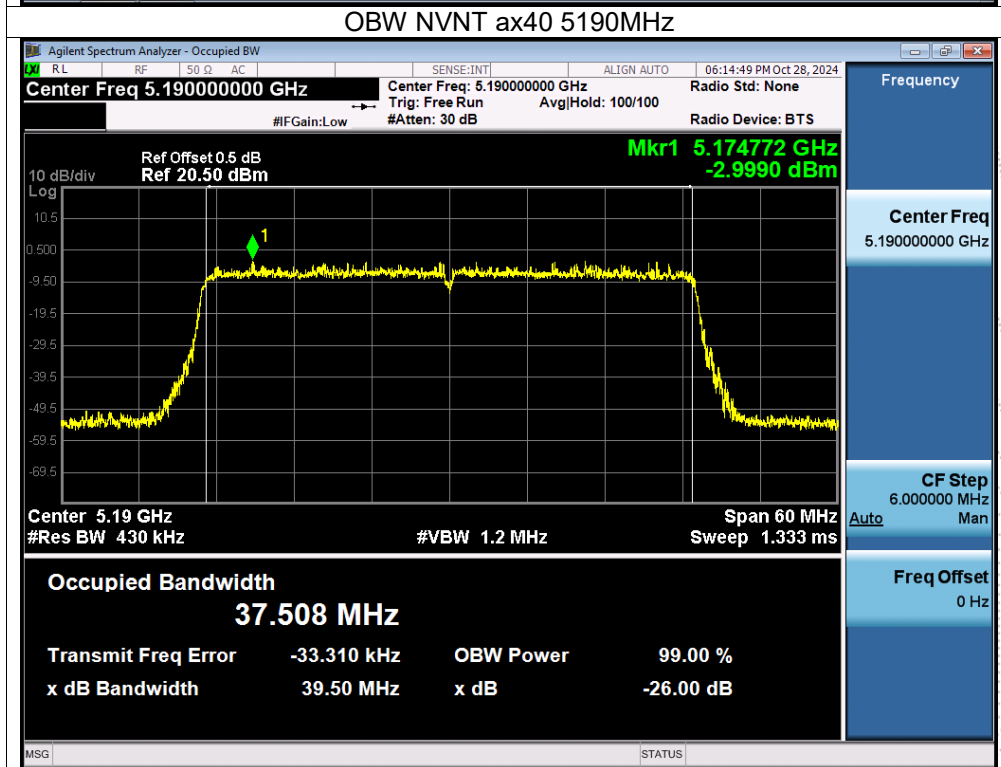 OBW NVNT ax40 5190MHz
Agilent Spectrum Analyzer - Occupied BW
LXI RL RF 50 Ω AC SENSE:INT ALIGN AUTO 06:14:49 PM Oct 28, 2024
Center Freq 5.190000000 GHz
Center Freq: 5.190000000 GHz Radio Std: None
Trig: Free Run Avg|Hold: 100/100
#IFGain:Low #Atten: 30 dB Radio Device: BTS
Frequency
Mkr1 5.174772 GHz
-2.9990 dBm
Ref Offset 0.5 dB
10 dB/div Ref 20.50 dBm
Log
10.5
0.500
-9.50
-19.5
-29.5
-39.5
-49.5
-59.5
-69.5
1
Center 5.19 GHz Span 60 MHz
#Res BW 430 kHz #VBW 1.2 MHz Sweep 1.333 ms
Occupied Bandwidth
37.508 MHz
Transmit Freq Error -33.310 kHz OBW Power 99.00 %
x dB Bandwidth 39.50 MHz x dB -26.00 dB
Center Freq
5.190000000 GHz
CF Step
6.000000 MHz
Auto Man
Freq Offset
0 Hz
MSG STATUS